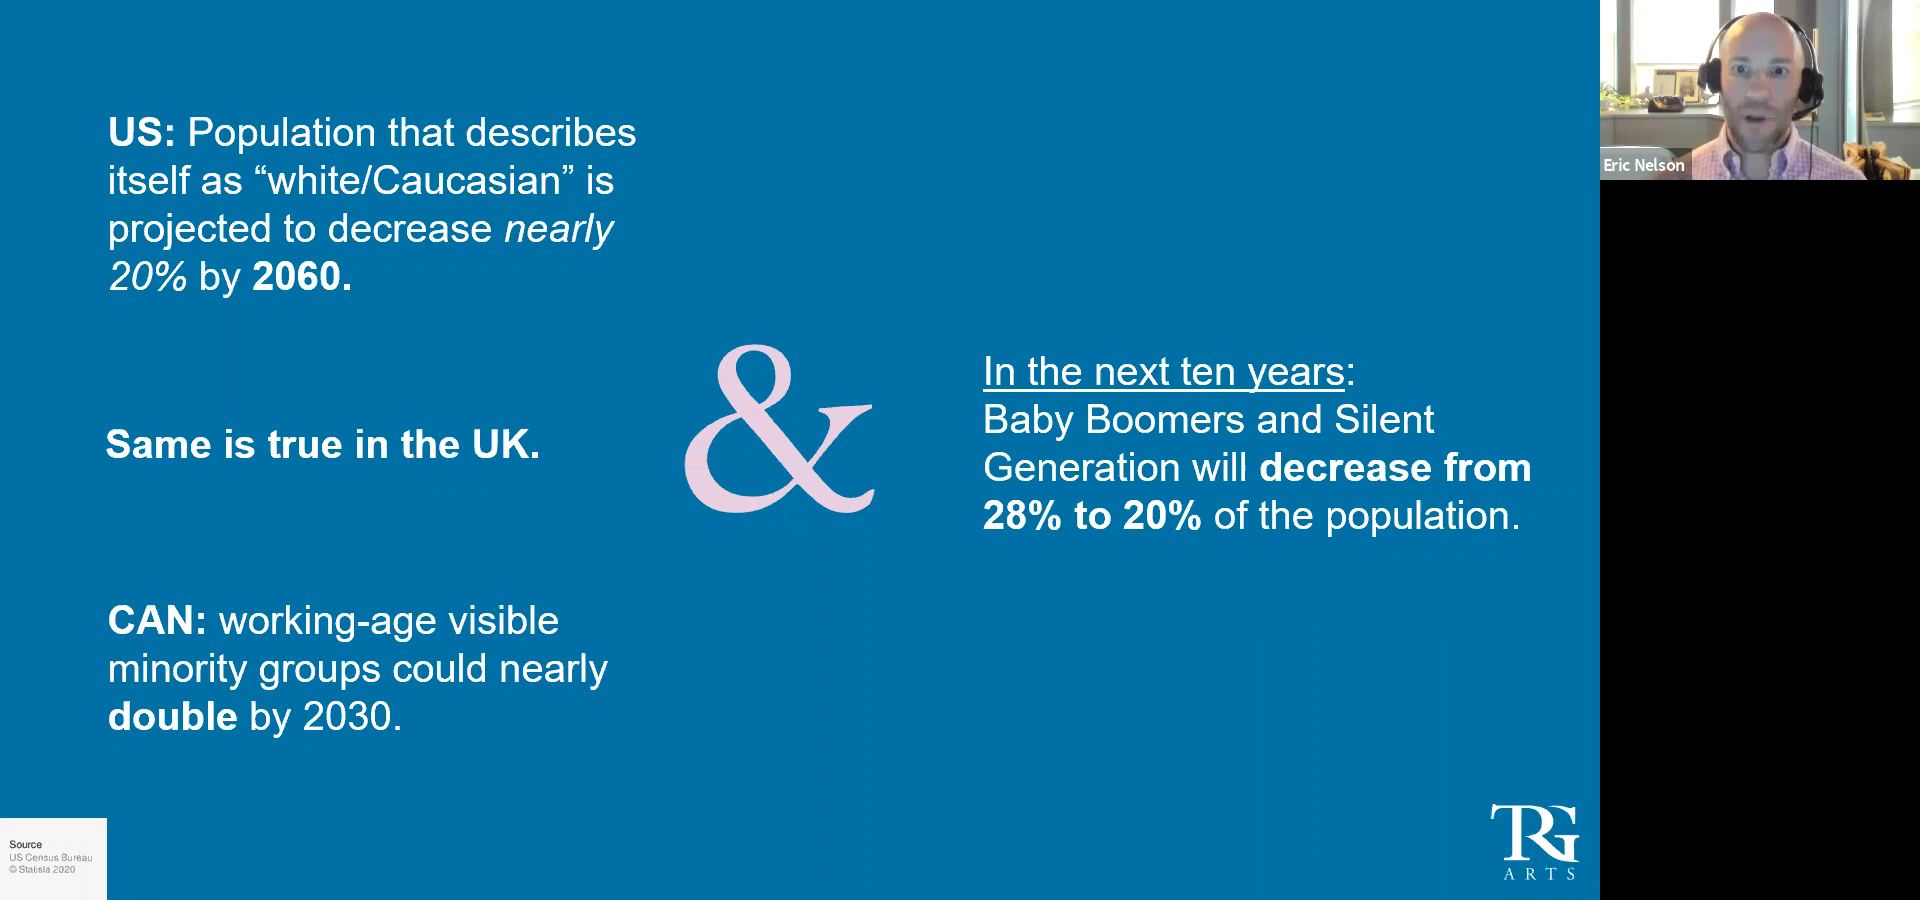 US: Population that describes
itself as “white/Caucasian” is
projected to decrease nearly
20% by 2060.
Same is true in the UK.
CAN: working-age visible
minority groups could nearly
double by 2030.
&
In the next ten years:
Baby Boomers and Silent
Generation will decrease from
28% to 20% of the population.
Source
US Census Bureau
© Statista 2020
TRG
ARTS
Eric Nelson